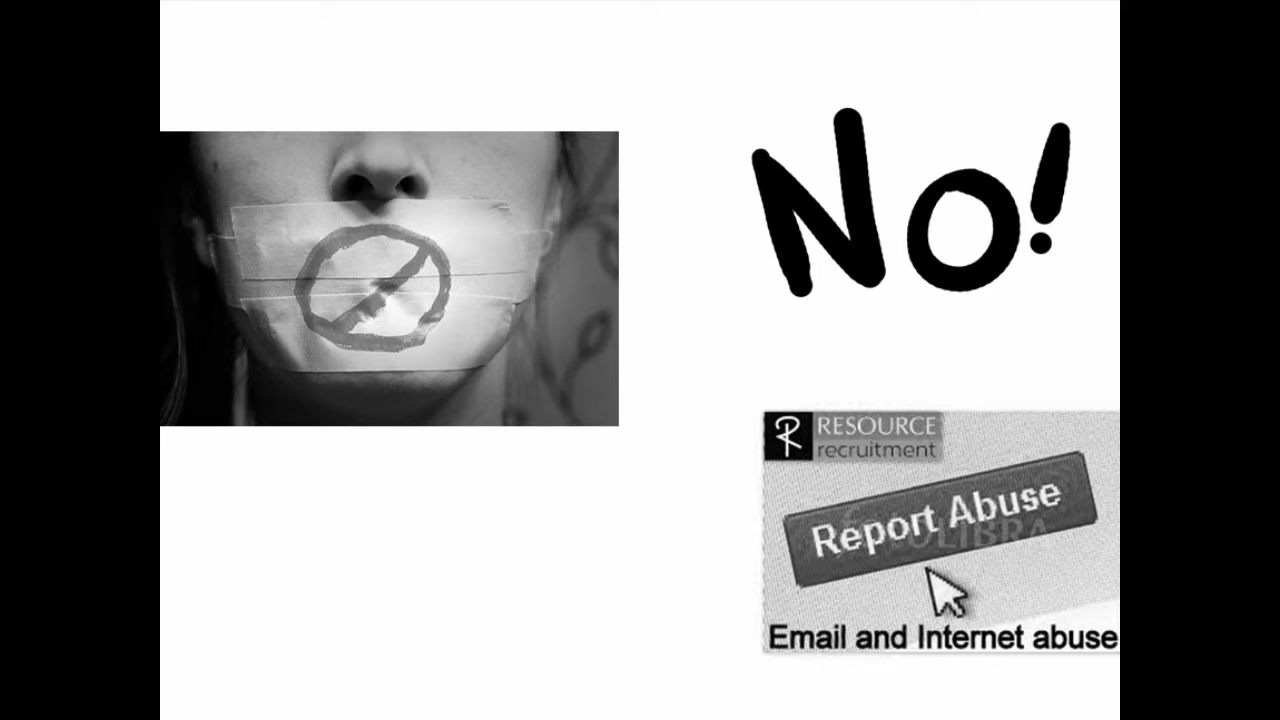 No!
RESOURCE
recruitment
Report Abuse
Email and Internet abuse